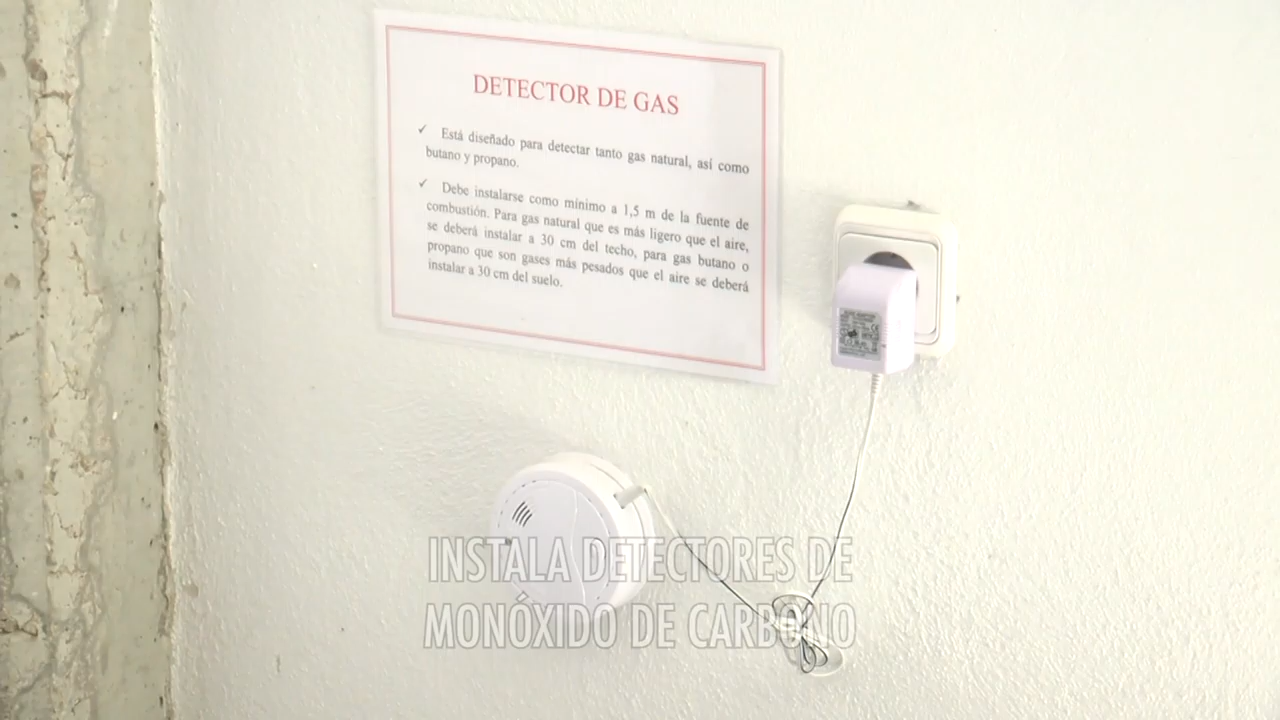 DETECTOR DE GAS
✓ Está diseñado para detectar tanto gas natural, así como
butano y propano.
✓ Debe instalarse como mínimo a 1,5 m de la fuente de
combustión. Para gas natural que es más ligero que el aire,
se deberá instalar a 30 cm del techo, para gas butano o
propano que son gases más pesados que el aire se deberá
instalar a 30 cm del suelo.
INSTALA DETECTORES DE
MONÓXIDO DE CARBONO